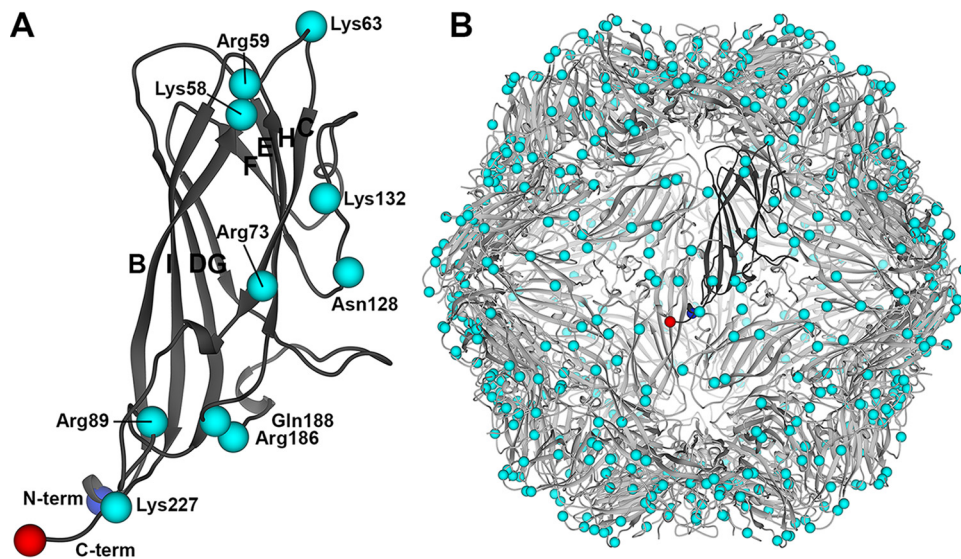 A
B
Lys63
Arg59
Lys58
C
H
E
F
Lys132
Arg73
B I DG
Asn128
Arg89
Gln188
Arg186
N-term
Lys227
C-term